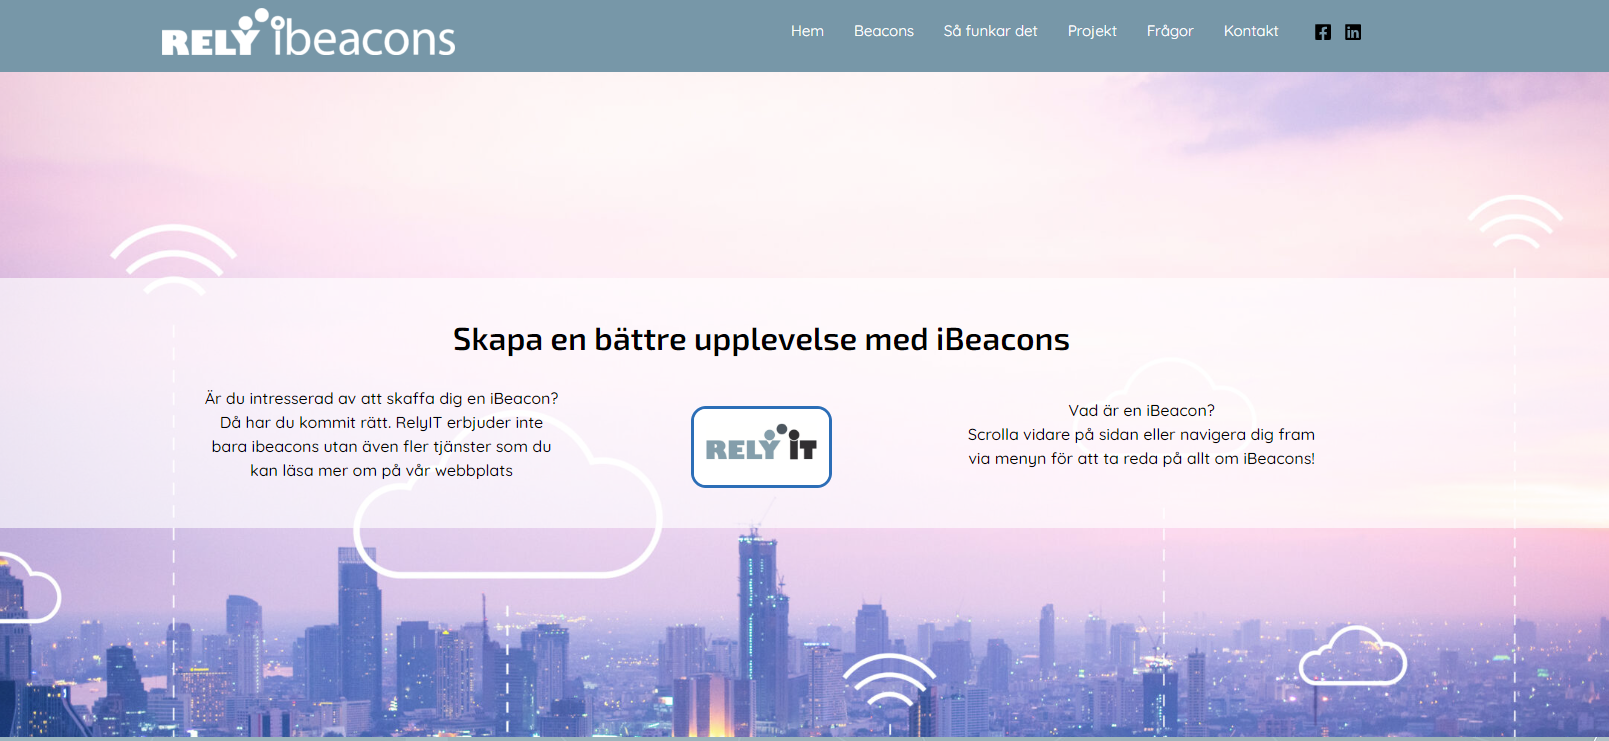 RELY ibeacons
Hem Beacons Så funkar det Projekt Frågor Kontakt
Skapa en bättre upplevelse med iBeacons
Är du intresserad av att skaffa dig en iBeacon?
Då har du kommit rätt. RelyIT erbjuder inte
bara ibeacons utan även fler tjänster som du
kan läsa mer om på vår webbplats
RELY IT
Vad är en iBeacon?
Scrolla vidare på sidan eller navigera dig fram
via menyn för att ta reda på allt om iBeacons!